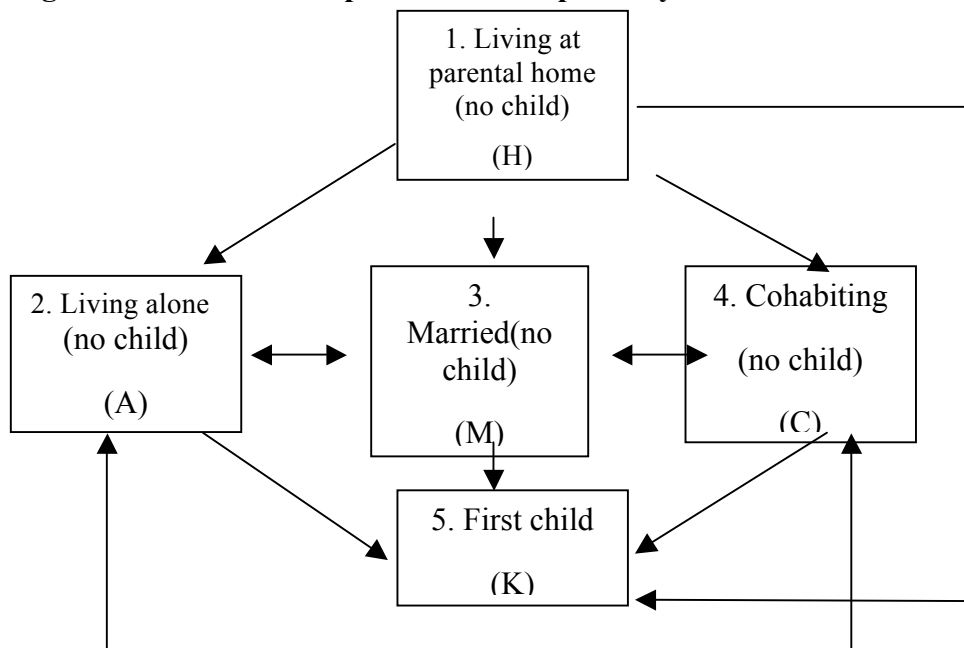 1. Living at
parental home
(no child)
(H)
2. Living alone
(no child)
(A)
3.
Married(no
child)
(M)
4. Cohabiting
(no child)
(C)
5. First child
(K)